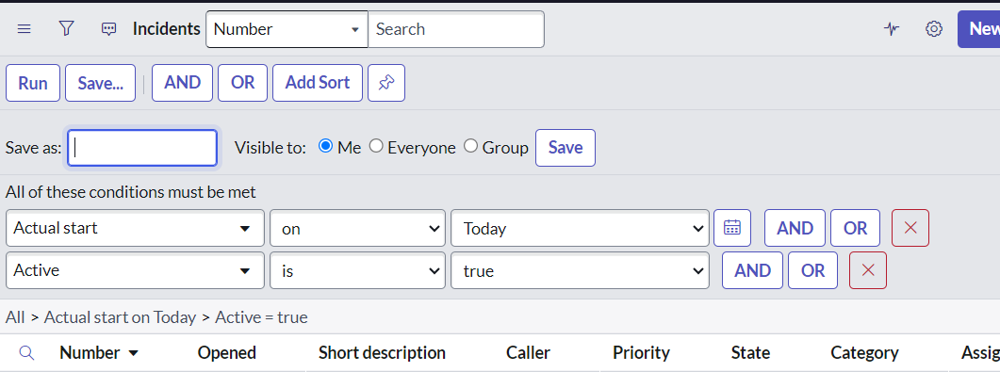 Incidents Number Search New
Run Save... AND OR Add Sort
Save as: Visible to: Me Everyone Group Save
All of these conditions must be met
Actual start on Today AND OR
Active is true AND OR
All > Actual start on Today > Active = true
Number Opened Short description Caller Priority State Category Assig